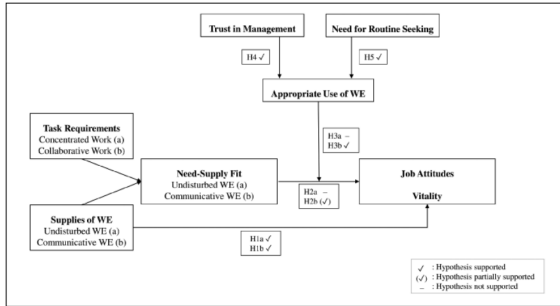 Trust in Management
Need for Routine Seeking
H4 ✓
H5 ✓
Appropriate Use of WE
H3a –
H3b ✓
Task Requirements
Concentrated Work (a)
Collaborative Work (b)
Need-Supply Fit
Undisturbed WE (a)
Communicative WE (b)
H2a –
H2b (✓)
Job Attitudes
Vitality
Supplies of WE
Undisturbed WE (a)
Communicative WE (b)
H1a ✓
H1b ✓
✓ : Hypothesis supported
(✓) : Hypothesis partially supported
– : Hypothesis not supported